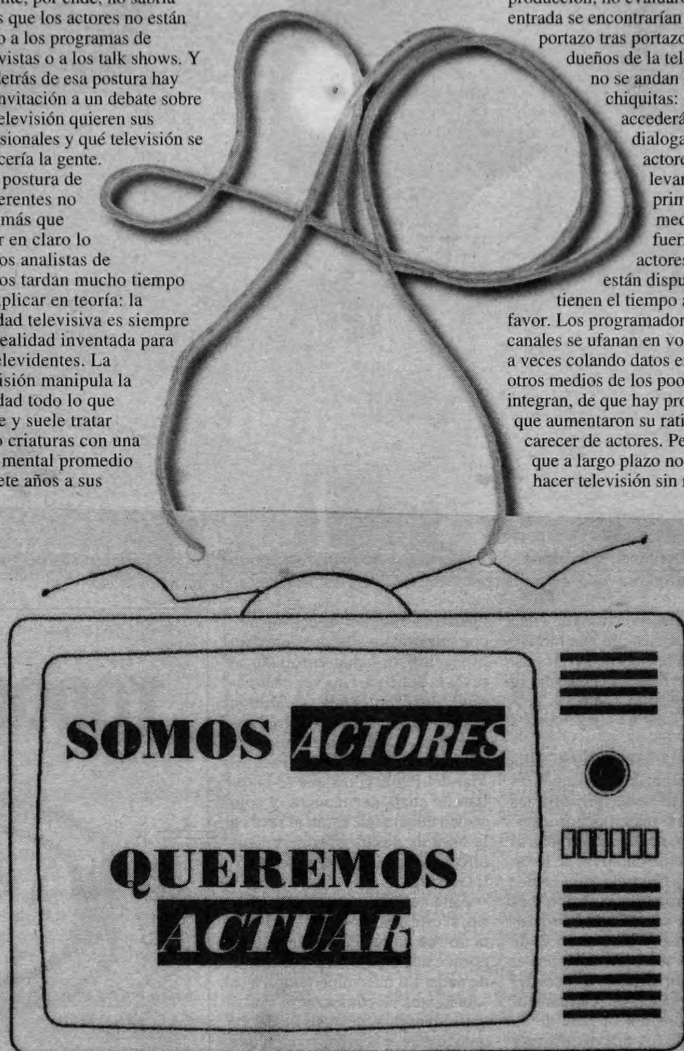 por ende, no sabría
s que los actores no están
o a los programas de
vistas o a los talk shows. Y
etrás de esa postura hay
nvitación a un debate sobre
elevisión quieren sus
sionales y qué televisión se
cería la gente.
postura de
erentes no
más que
r en claro lo
os analistas de
os tardan mucho tiempo
plicar en teoría: la
dad televisiva es siempre
realidad inventada para
elevidentes. La
isión manipula la
dad todo lo que
e y suele tratar
o criaturas con una
mental promedio
ete años a sus
entrada se encontrarían
portazo tras portazo
dueños de la tel
no se andan
chiquitas:
accederá
dialoga
actore
levan
prim
med
fuer
actores
están dispu
tienen el tiempo a
favor. Los programador
canales se ufanan en vo
a veces colando datos e
otros medios de los poo
integran, de que hay pro
que aumentaron su rati
carecer de actores. Pe
que a largo plazo no
hacer televisión sin
SOMOS ACTORES
QUEREMOS
ACTUAR